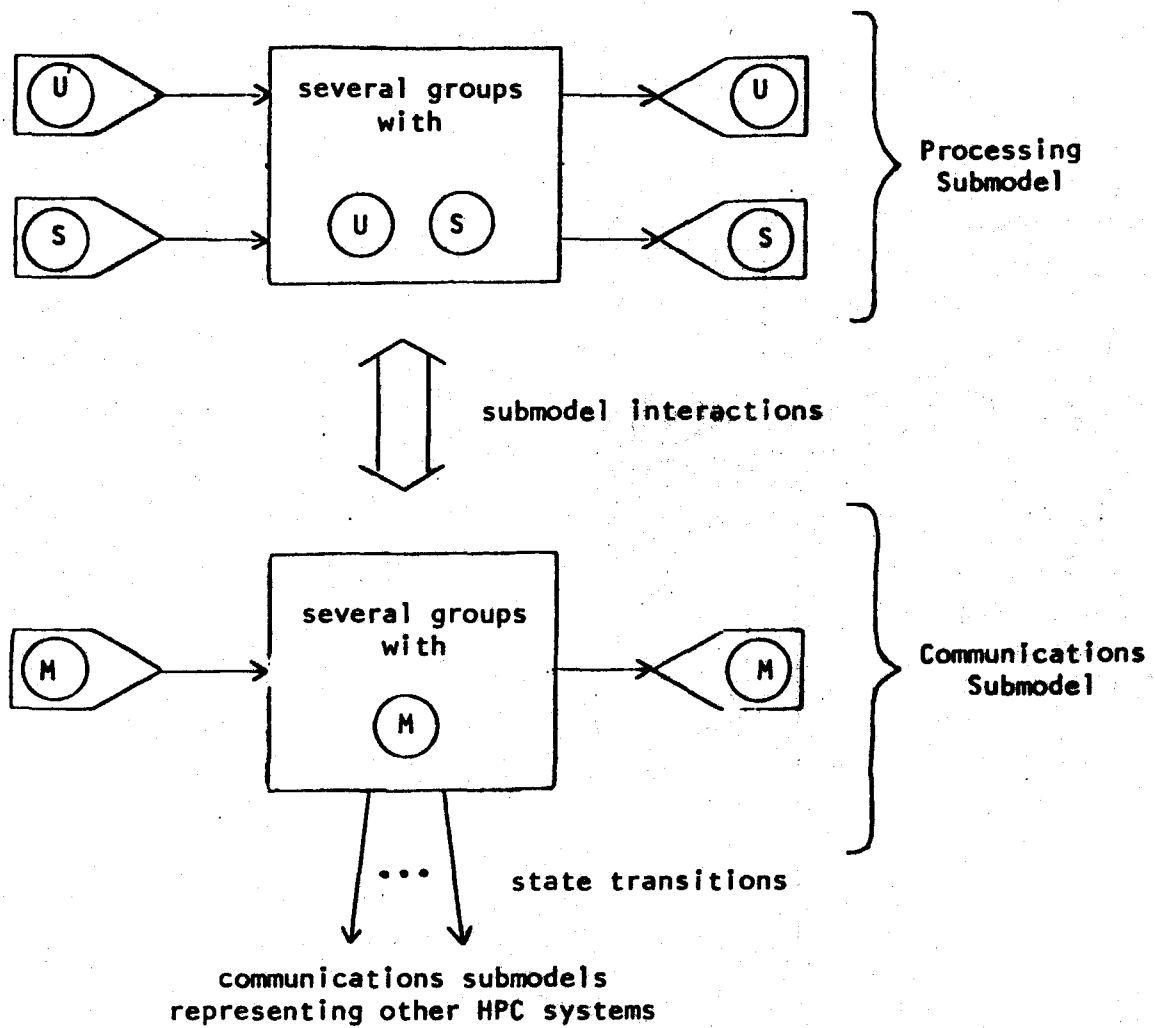 U
several groups
with
U
Processing
Submodel
S
U S
S
submodel interactions
several groups
with
M
M
Communications
Submodel
M
•••
state transitions
communications submodels
representing other HPC systems